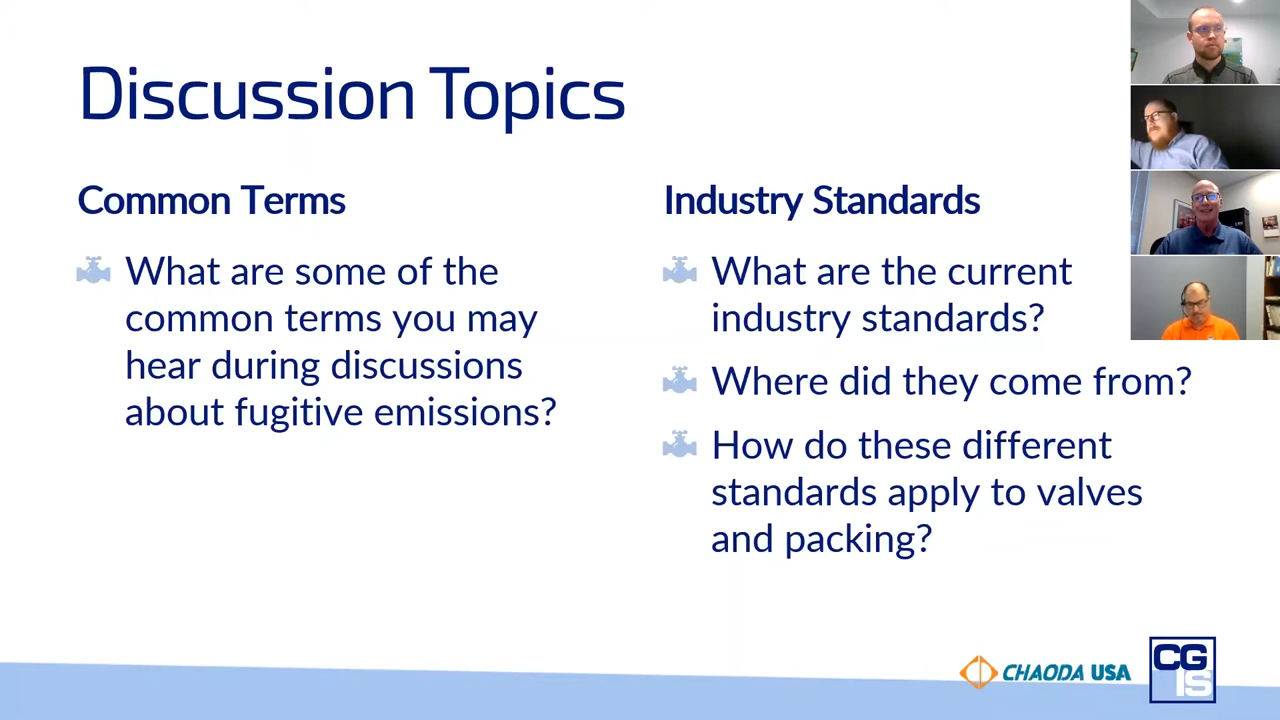 Discussion Topics
Common Terms
What are some of the
common terms you may
hear during discussions
about fugitive emissions?
Industry Standards
What are the current
industry standards?
Where did they come from?
How do these different
standards apply to valves
and packing?
CHAODA USA
CG
IS